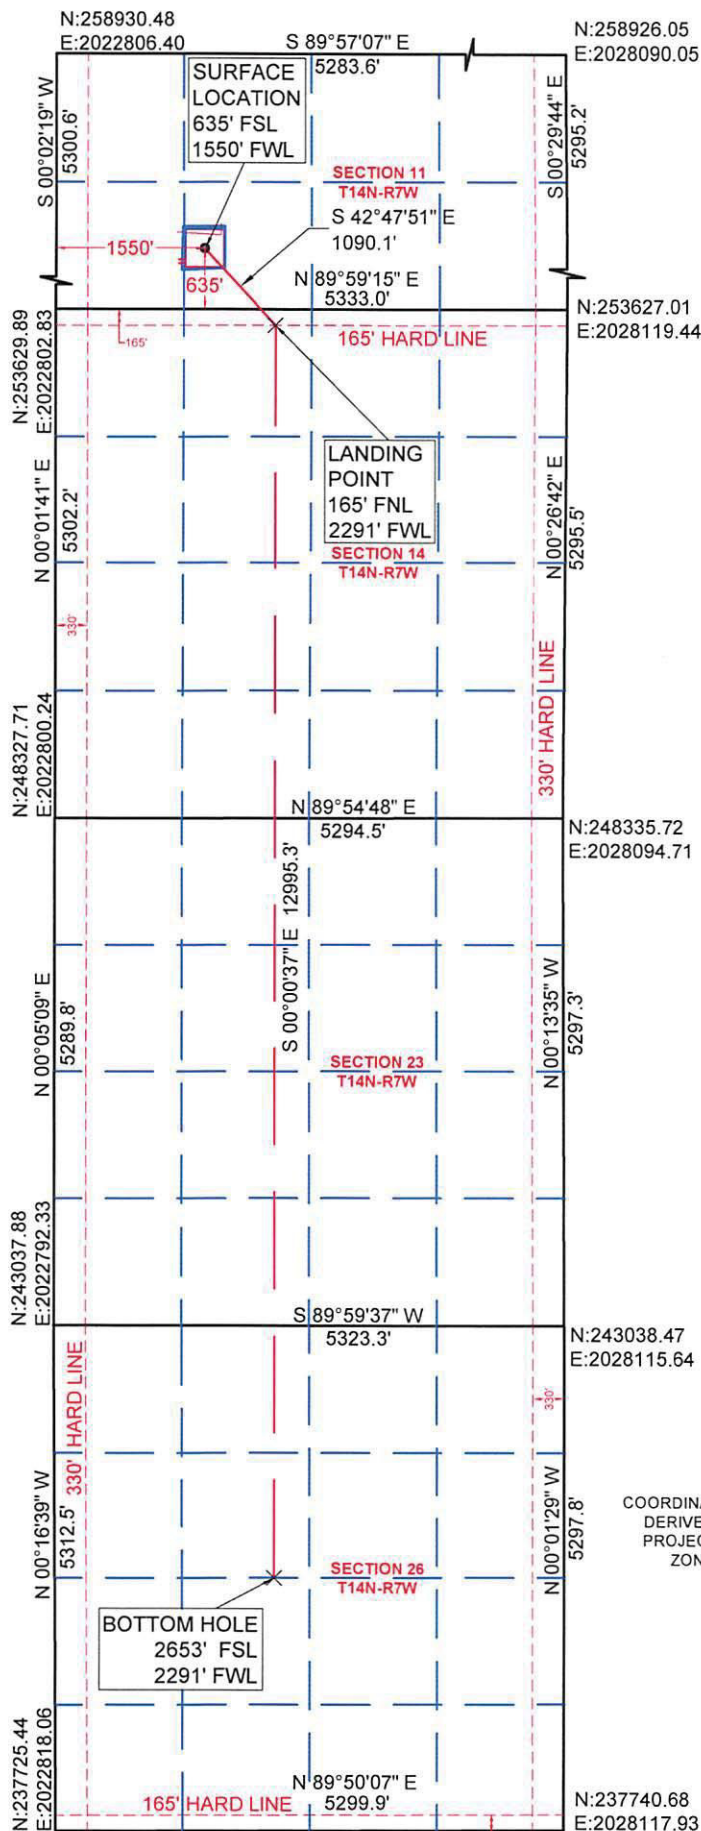 N:258930.48
E:2022806.40
S 89°57'07" E
5283.6'
N:258926.05
E:2028090.05
S 00°02'19" W
5300.6'
SURFACE
LOCATION
635' FSL
1550' FWL
S 00°29'44" E
5295.2'
SECTION 11
T14N-R7W
S 42°47'51" E
1090.1'
1550'
635'
N 89°59'15" E
5333.0'
N:253627.01
E:2028119.44
N:253629.89
E:2022802.83
165'
165' HARD LINE
LANDING
POINT
165' FNL
2291' FWL
N 00°01'41" E
5302.2'
N 00°26'42" E
5295.5'
SECTION 14
T14N-R7W
330'
330' HARD LINE
N:248327.71
E:2022800.24
N 89°54'48" E
5294.5'
N:248335.72
E:2028094.71
S 00°00'37" E 12995.3'
N 00°05'09" E
5289.8'
N 00°13'35" W
5297.3'
SECTION 23
T14N-R7W
N:243037.88
E:2022792.33
S 89°59'37" W
5323.3'
N:243038.47
E:2028115.64
330' HARD LINE
330'
N 00°16'39" W
5312.5'
N 00°01'29" W
5297.8'
COORDINA
DERIVE
PROJEC
ZON
SECTION 26
T14N-R7W
BOTTOM HOLE
2653' FSL
2291' FWL
N:237725.44
E:2022818.06
N 89°50'07" E
5299.9'
165' HARD LINE
N:237740.68
E:2028117.93